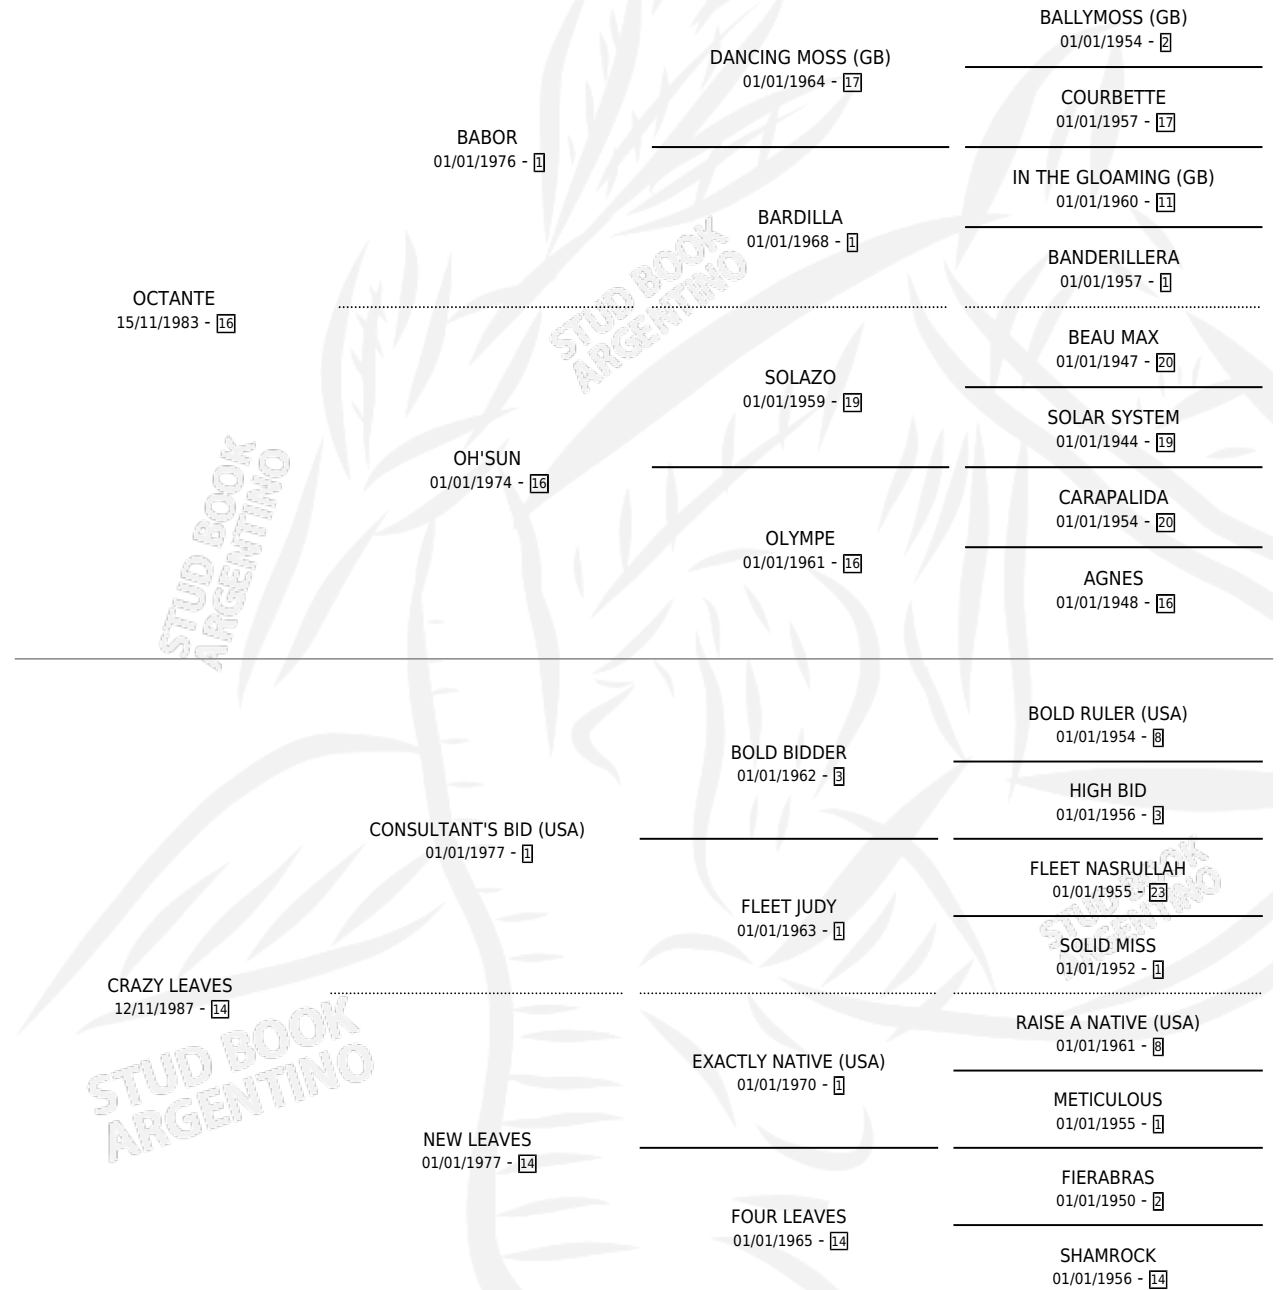 BALLYMOSS (GB)
01/01/1954 - 2
DANCING MOSS (GB)
01/01/1964 - 17
COURBETTE
01/01/1957 - 17
BABOR
01/01/1976 - 1
IN THE GLOAMING (GB)
01/01/1960 - 11
BARDILLA
01/01/1968 - 1
BANDERILLERA
01/01/1957 - 1
OCTANTE
15/11/1983 - 16
BEAU MAX
01/01/1947 - 20
SOLAZO
01/01/1959 - 19
SOLAR SYSTEM
01/01/1944 - 19
OH'SUN
01/01/1974 - 16
CARAPALIDA
01/01/1954 - 20
OLYMPE
01/01/1961 - 16
AGNES
01/01/1948 - 16
BOLD RULER (USA)
01/01/1954 - 8
BOLD BIDDER
01/01/1962 - 3
HIGH BID
01/01/1956 - 3
CONSULTANT'S BID (USA)
01/01/1977 - 1
FLEET NASRULLAH
01/01/1955 - 23
FLEET JUDY
01/01/1963 - 1
SOLID MISS
01/01/1952 - 1
CRAZY LEAVES
12/11/1987 - 14
RAISE A NATIVE (USA)
01/01/1961 - 8
EXACTLY NATIVE (USA)
01/01/1970 - 1
METICULOUS
01/01/1955 - 1
NEW LEAVES
01/01/1977 - 14
FIERABRAS
01/01/1950 - 2
FOUR LEAVES
01/01/1965 - 14
SHAMROCK
01/01/1956 - 14
STUD BOOK
ARGENTINO
STUD BOOK
ARGENTINO
STUD BOOK
ARGENTINO
STUD BOOK
ARGENTINO